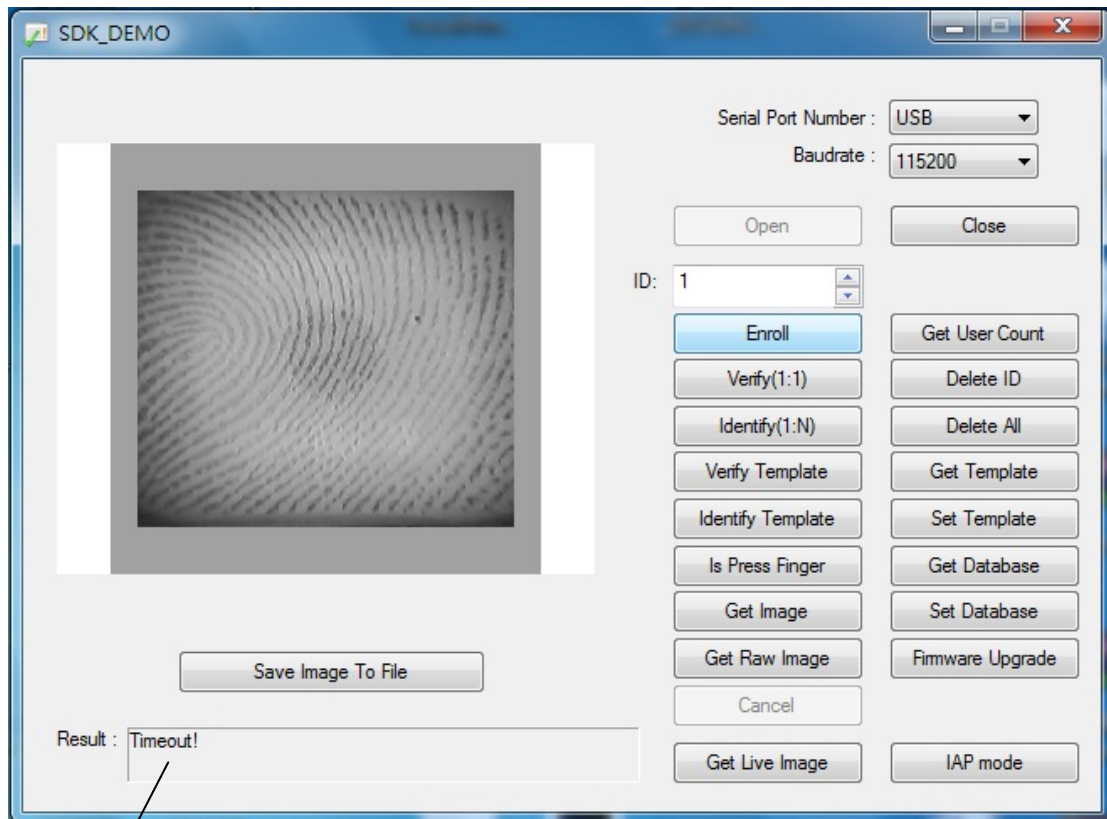 SDK_DEMO
Serial Port Number : USB
Baudrate : 115200
Open
Close
ID: 1
Enroll
Get User Count
Verify(1:1)
Delete ID
Identify(1:N)
Delete All
Verify Template
Get Template
Identify Template
Set Template
Is Press Finger
Get Database
Get Image
Set Database
Get Raw Image
Firmware Upgrade
Save Image To File
Cancel
Result : Timeout!
Get Live Image
IAP mode